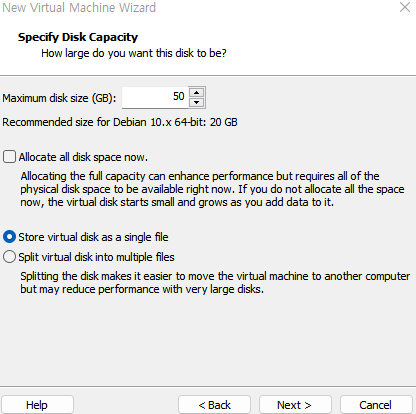 New Virtual Machine Wizard
Specify Disk Capacity
How large do you want this disk to be?
Maximum disk size (GB): 50
Recommended size for Debian 10.x 64-bit: 20 GB
Allocate all disk space now.
Allocating the full capacity can enhance performance but requires all of the
physical disk space to be available right now. If you do not allocate all the space
now, the virtual disk starts small and grows as you add data to it.
Store virtual disk as a single file
Split virtual disk into multiple files
Splitting the disk makes it easier to move the virtual machine to another computer
but may reduce performance with very large disks.
Help < Back Next > Cancel